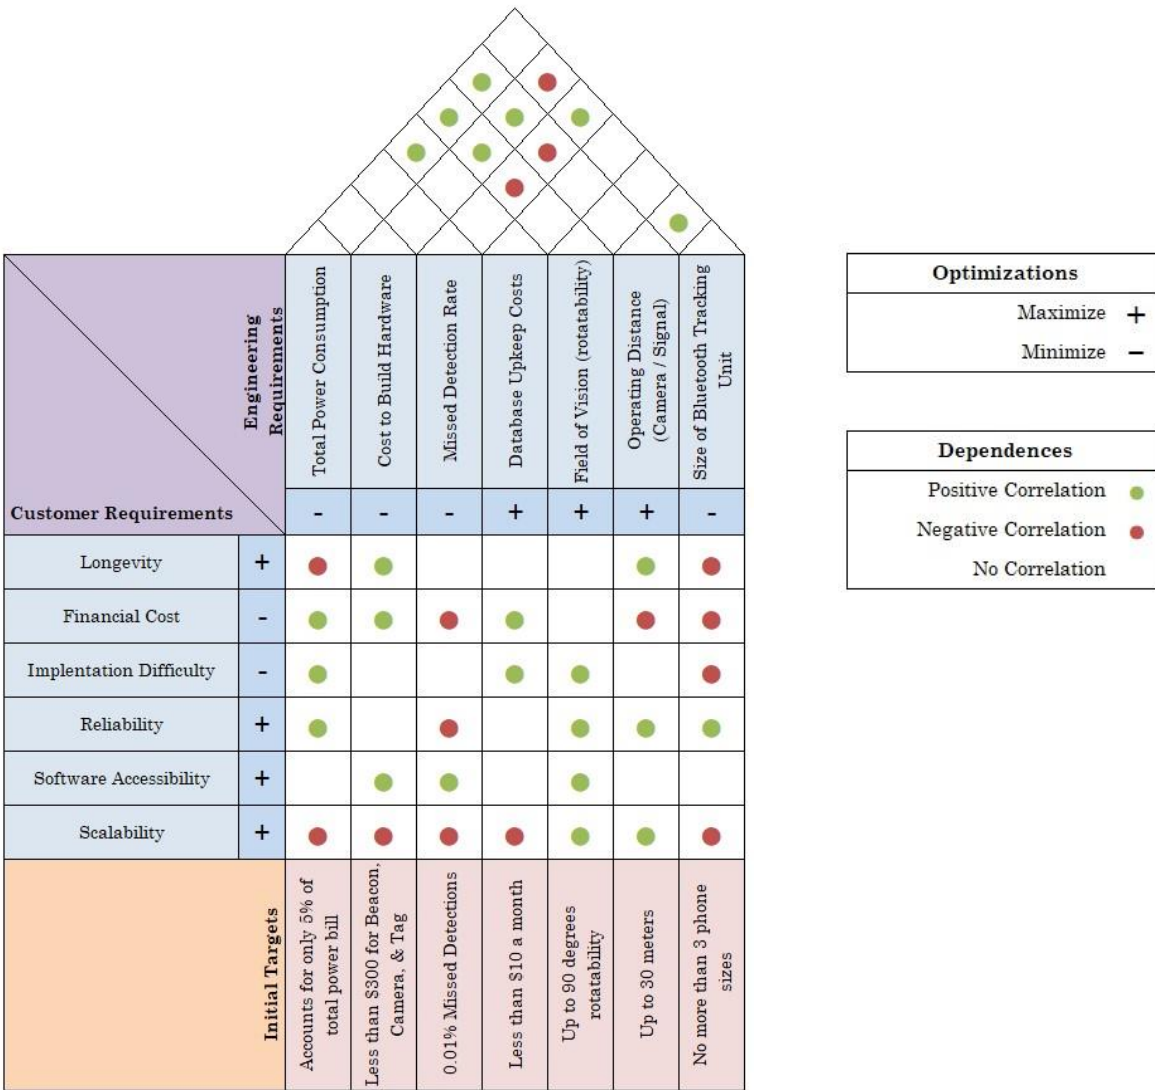 Engineering
Requirements
Customer Requirements
Total Power Consumption
Cost to Build Hardware
Missed Detection Rate
Database Upkeep Costs
Field of Vision (rotatability)
Operating Distance
(Camera / Signal)
Size of Bluetooth Tracking
Unit
- - - + + + -
Longevity +
Financial Cost -
Implentation Difficulty -
Reliability +
Software Accessibility +
Scalability +
Initial Targets
Accounts for only 5% of
total power bill
Less than $300 for Beacon,
Camera, & Tag
0.01% Missed Detections
Less than $10 a month
Up to 90 degrees
rotatability
Up to 30 meters
No more than 3 phone
sizes
Optimizations
Maximize +
Minimize -
Dependences
Positive Correlation
Negative Correlation
No Correlation